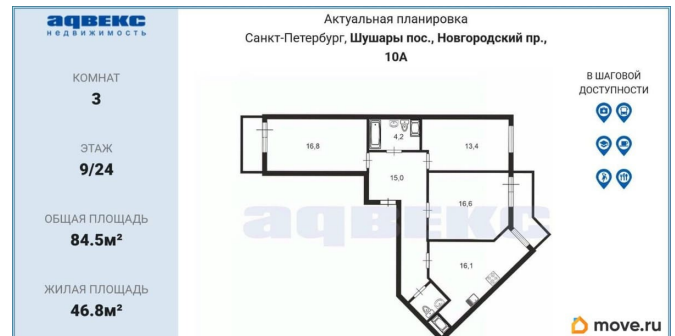 адвекс
недвижимость
Актуальная планировка
Санкт-Петербург, Шушары пос., Новгородский пр.,
10А
КОМНАТ
3
ЭТАЖ
9/24
ОБЩАЯ ПЛОЩАДЬ
84.5м²
ЖИЛАЯ ПЛОЩАДЬ
46.8м²
В ШАГОВОЙ
ДОСТУПНОСТИ
16,8
4,2
13,4
15,0
16,6
адвекс
16,1
move.ru